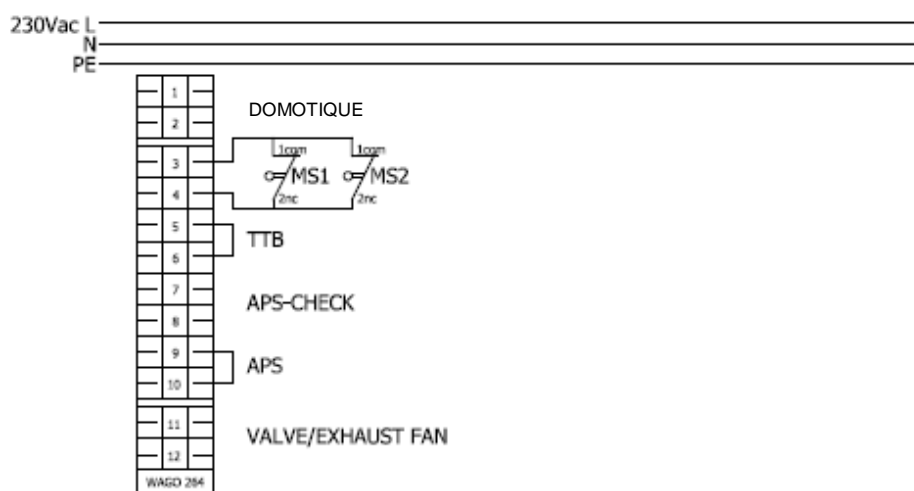 230Vac L
N
PE
1
DOMOTIQUE
2
3
1com
1com
MS1
MS2
4
2nc
2nc
5
TTB
6
7
APS-CHECK
8
9
APS
10
11
VALVE/EXHAUST FAN
12
WAGO 264